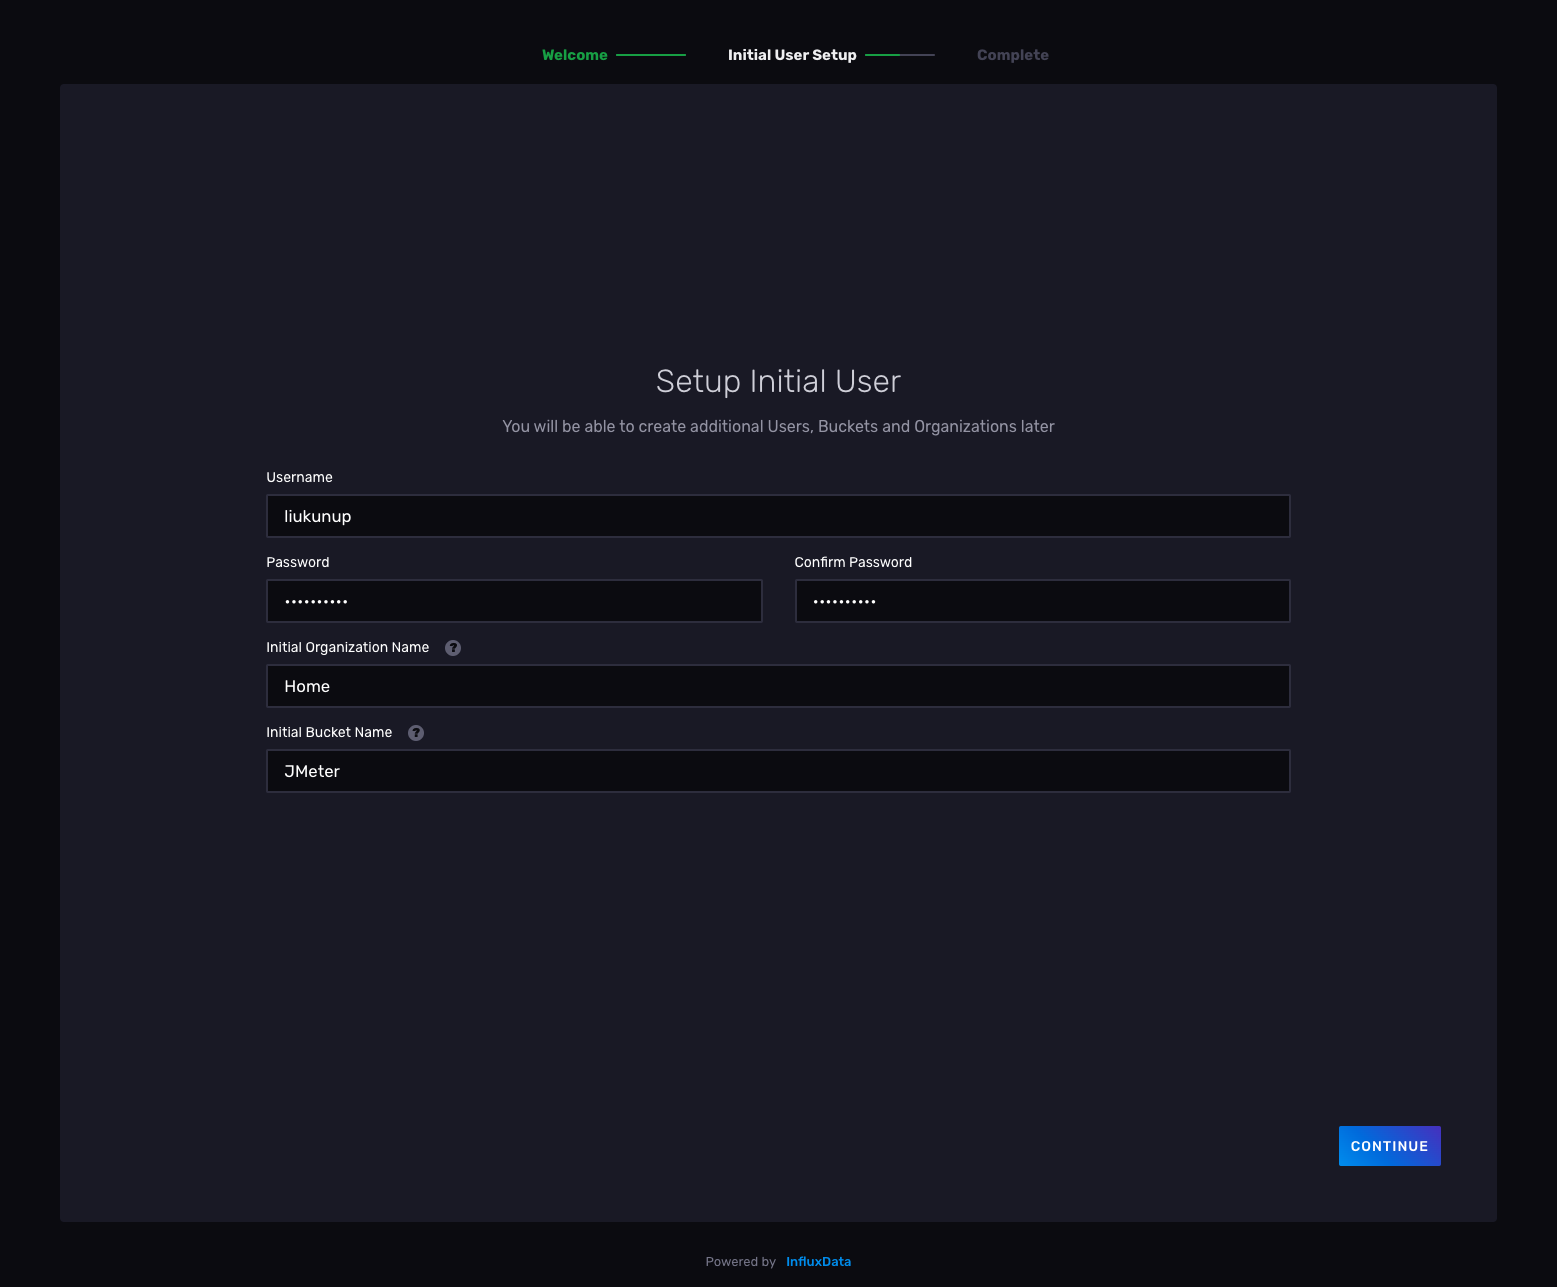 Welcome
Initial User Setup
Complete
Setup Initial User
You will be able to create additional Users, Buckets and Organizations later
Username
liukunup
Password
Confirm Password
••••••••••
••••••••••
Initial Organization Name ?
Home
Initial Bucket Name ?
JMeter
CONTINUE
Powered by InfluxData